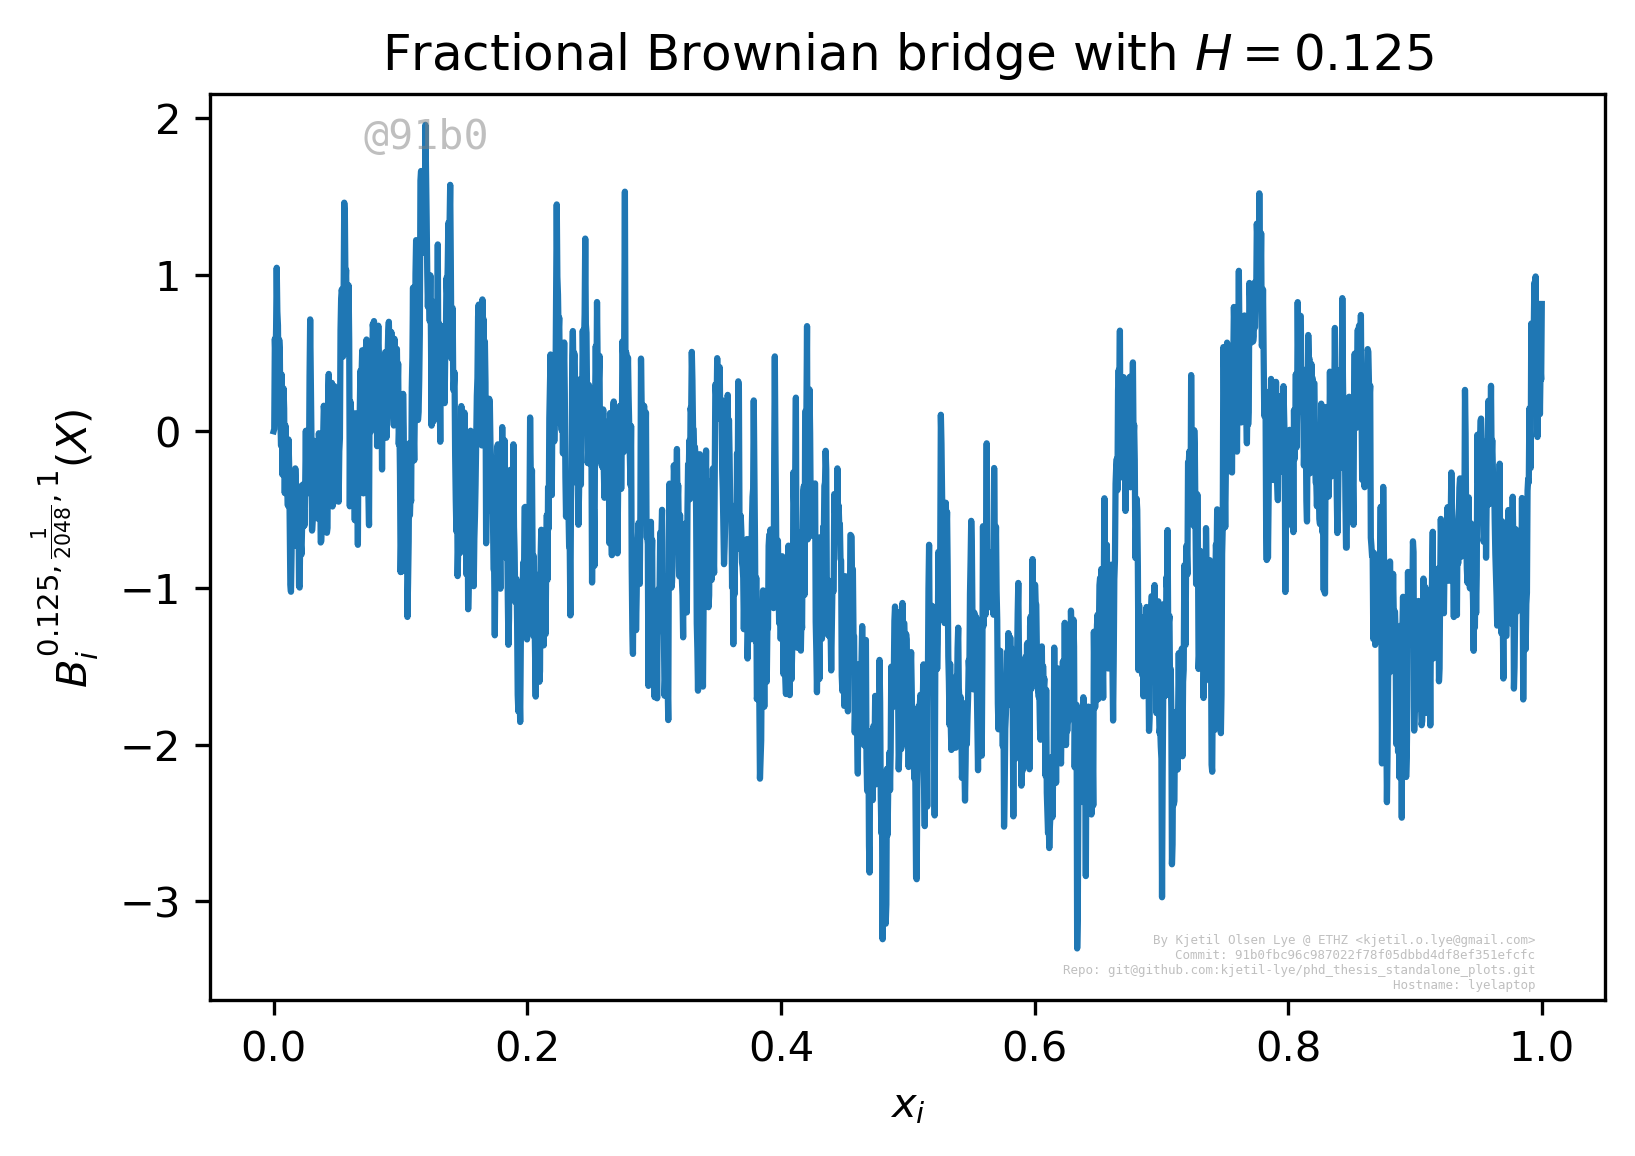 Fractional Brownian bridge with H = 0.125
@91b0
2
1
0
−1
−2
−3
B_i^{0.125, \frac{1}{2048}, 1}(X)
By Kjetil Olsen Lye @ ETHZ <kjetil.o.lye@gmail.com>
Commit: 91b0fbc96c987022f78f05dbbd4df8ef351efcfc
Repo: git@github.com:kjetil-lye/phd_thesis_standalone_plots.git
Hostname: lyelaptop
0.0 0.2 0.4 0.6 0.8 1.0
x_i